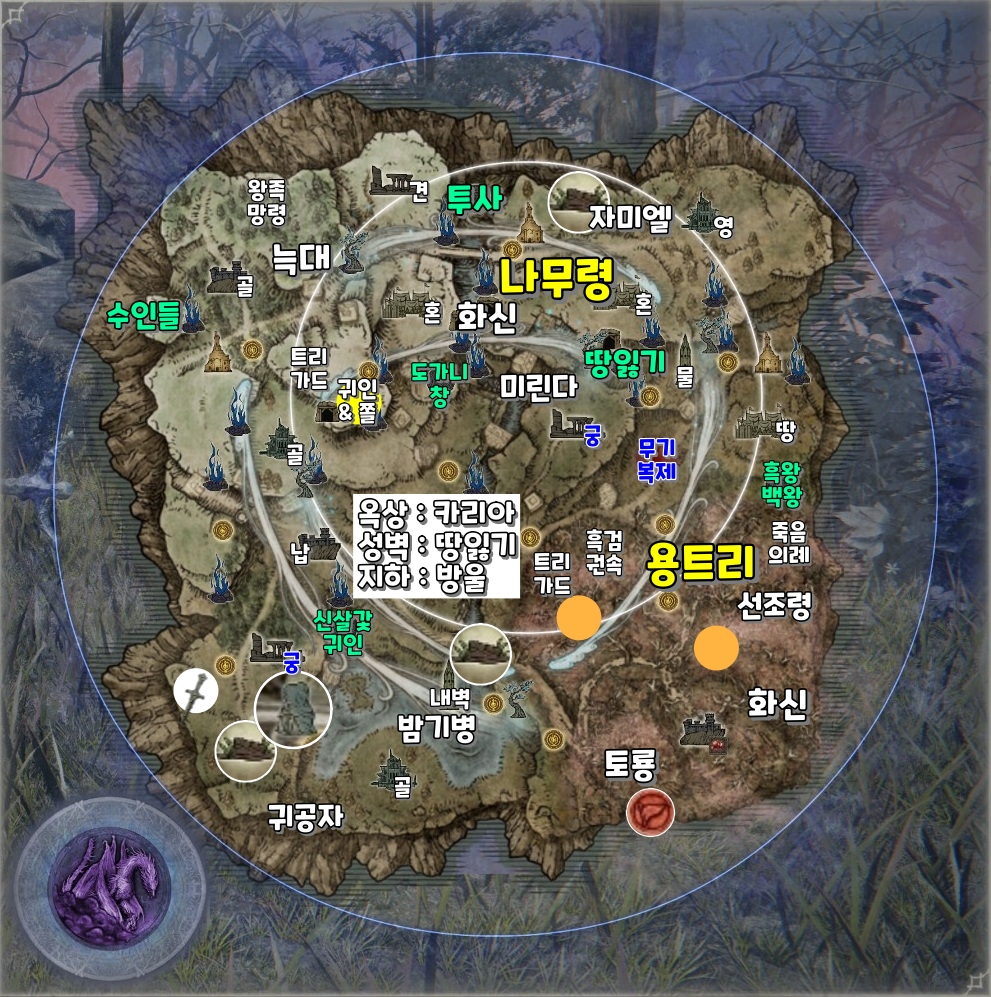 왕족
망령
견
투사
자미엘
영
늑대
골
나무령
수인들
혼
화신
혼
트리
가드
귀인
& 쫄
도가니
창
미린다
땅잃기
물
궁
땅
골
무기
복제
흑왕
백왕
옥상 : 카리아
성벽 : 땅잃기
지하 : 방울
납
트리
가드
흑검
권속
용트리
죽음
의례
선조령
신살갗
귀인
궁
내벽
밤기병
화신
토룡
골
귀공자